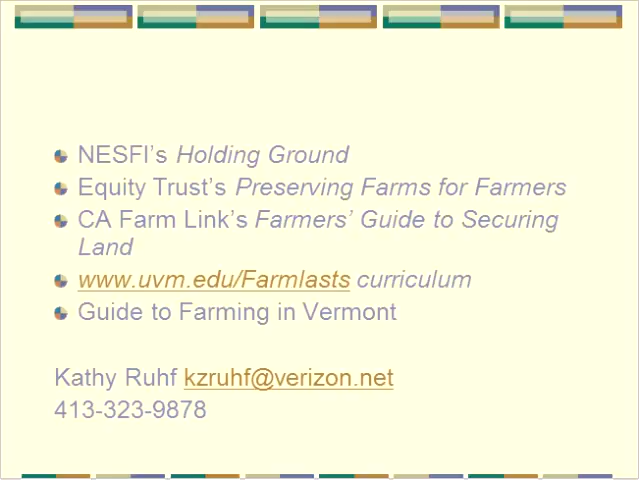 NESFI's Holding Ground
Equity Trust's Preserving Farms for Farmers
CA Farm Link's Farmers' Guide to Securing
Land
www.uvm.edu/Farmlasts curriculum
Guide to Farming in Vermont
Kathy Ruhf kzruhf@verizon.net
413-323-9878